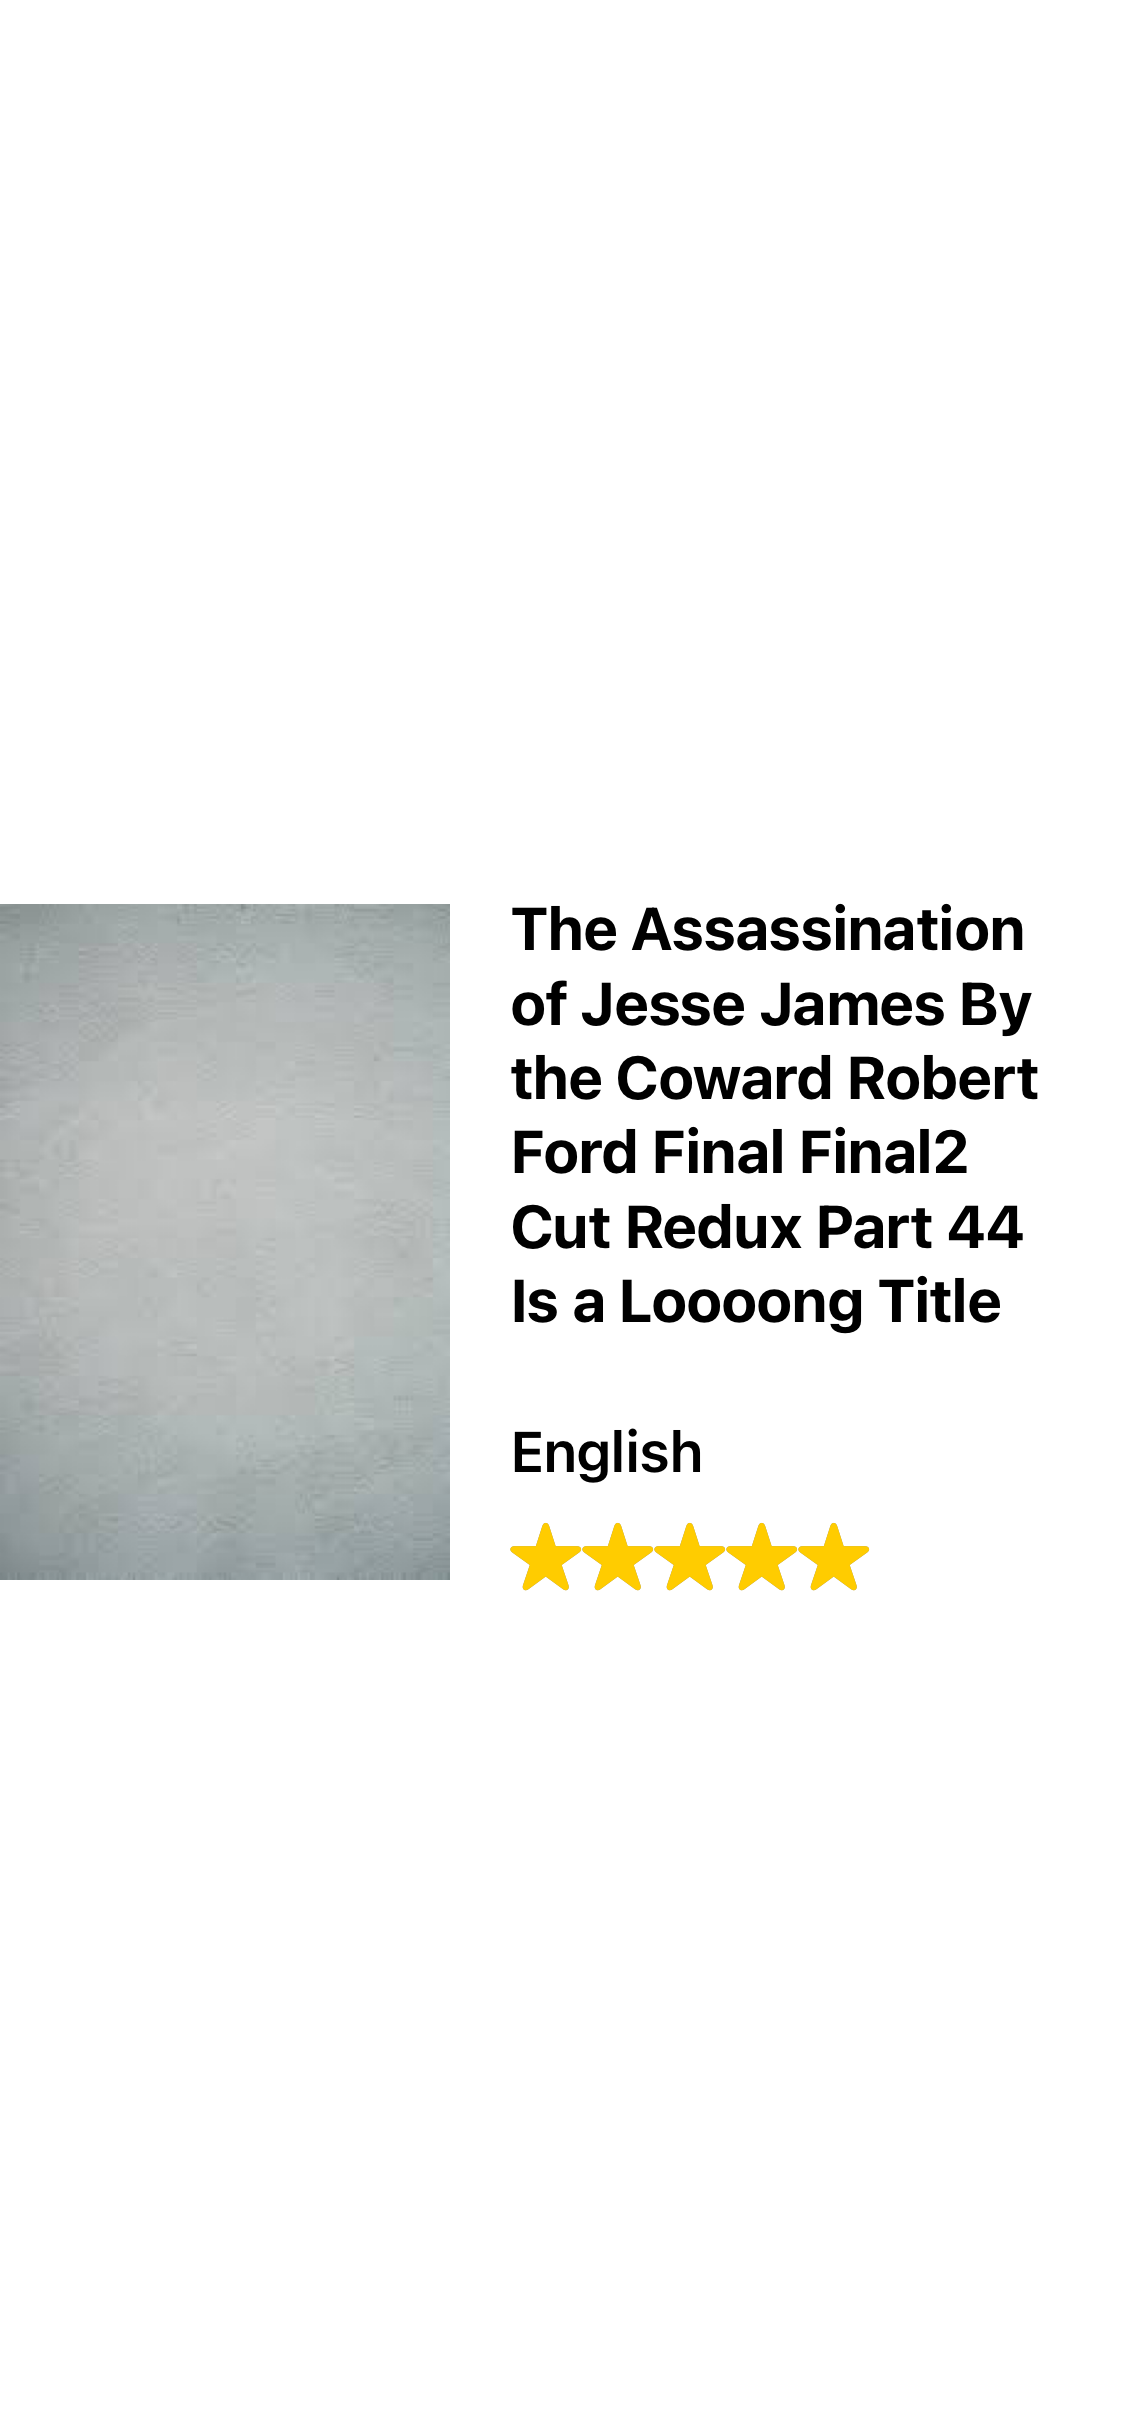 The Assassination
of Jesse James By
the Coward Robert
Ford Final Final2
Cut Redux Part 44
Is a Loooong Title
English